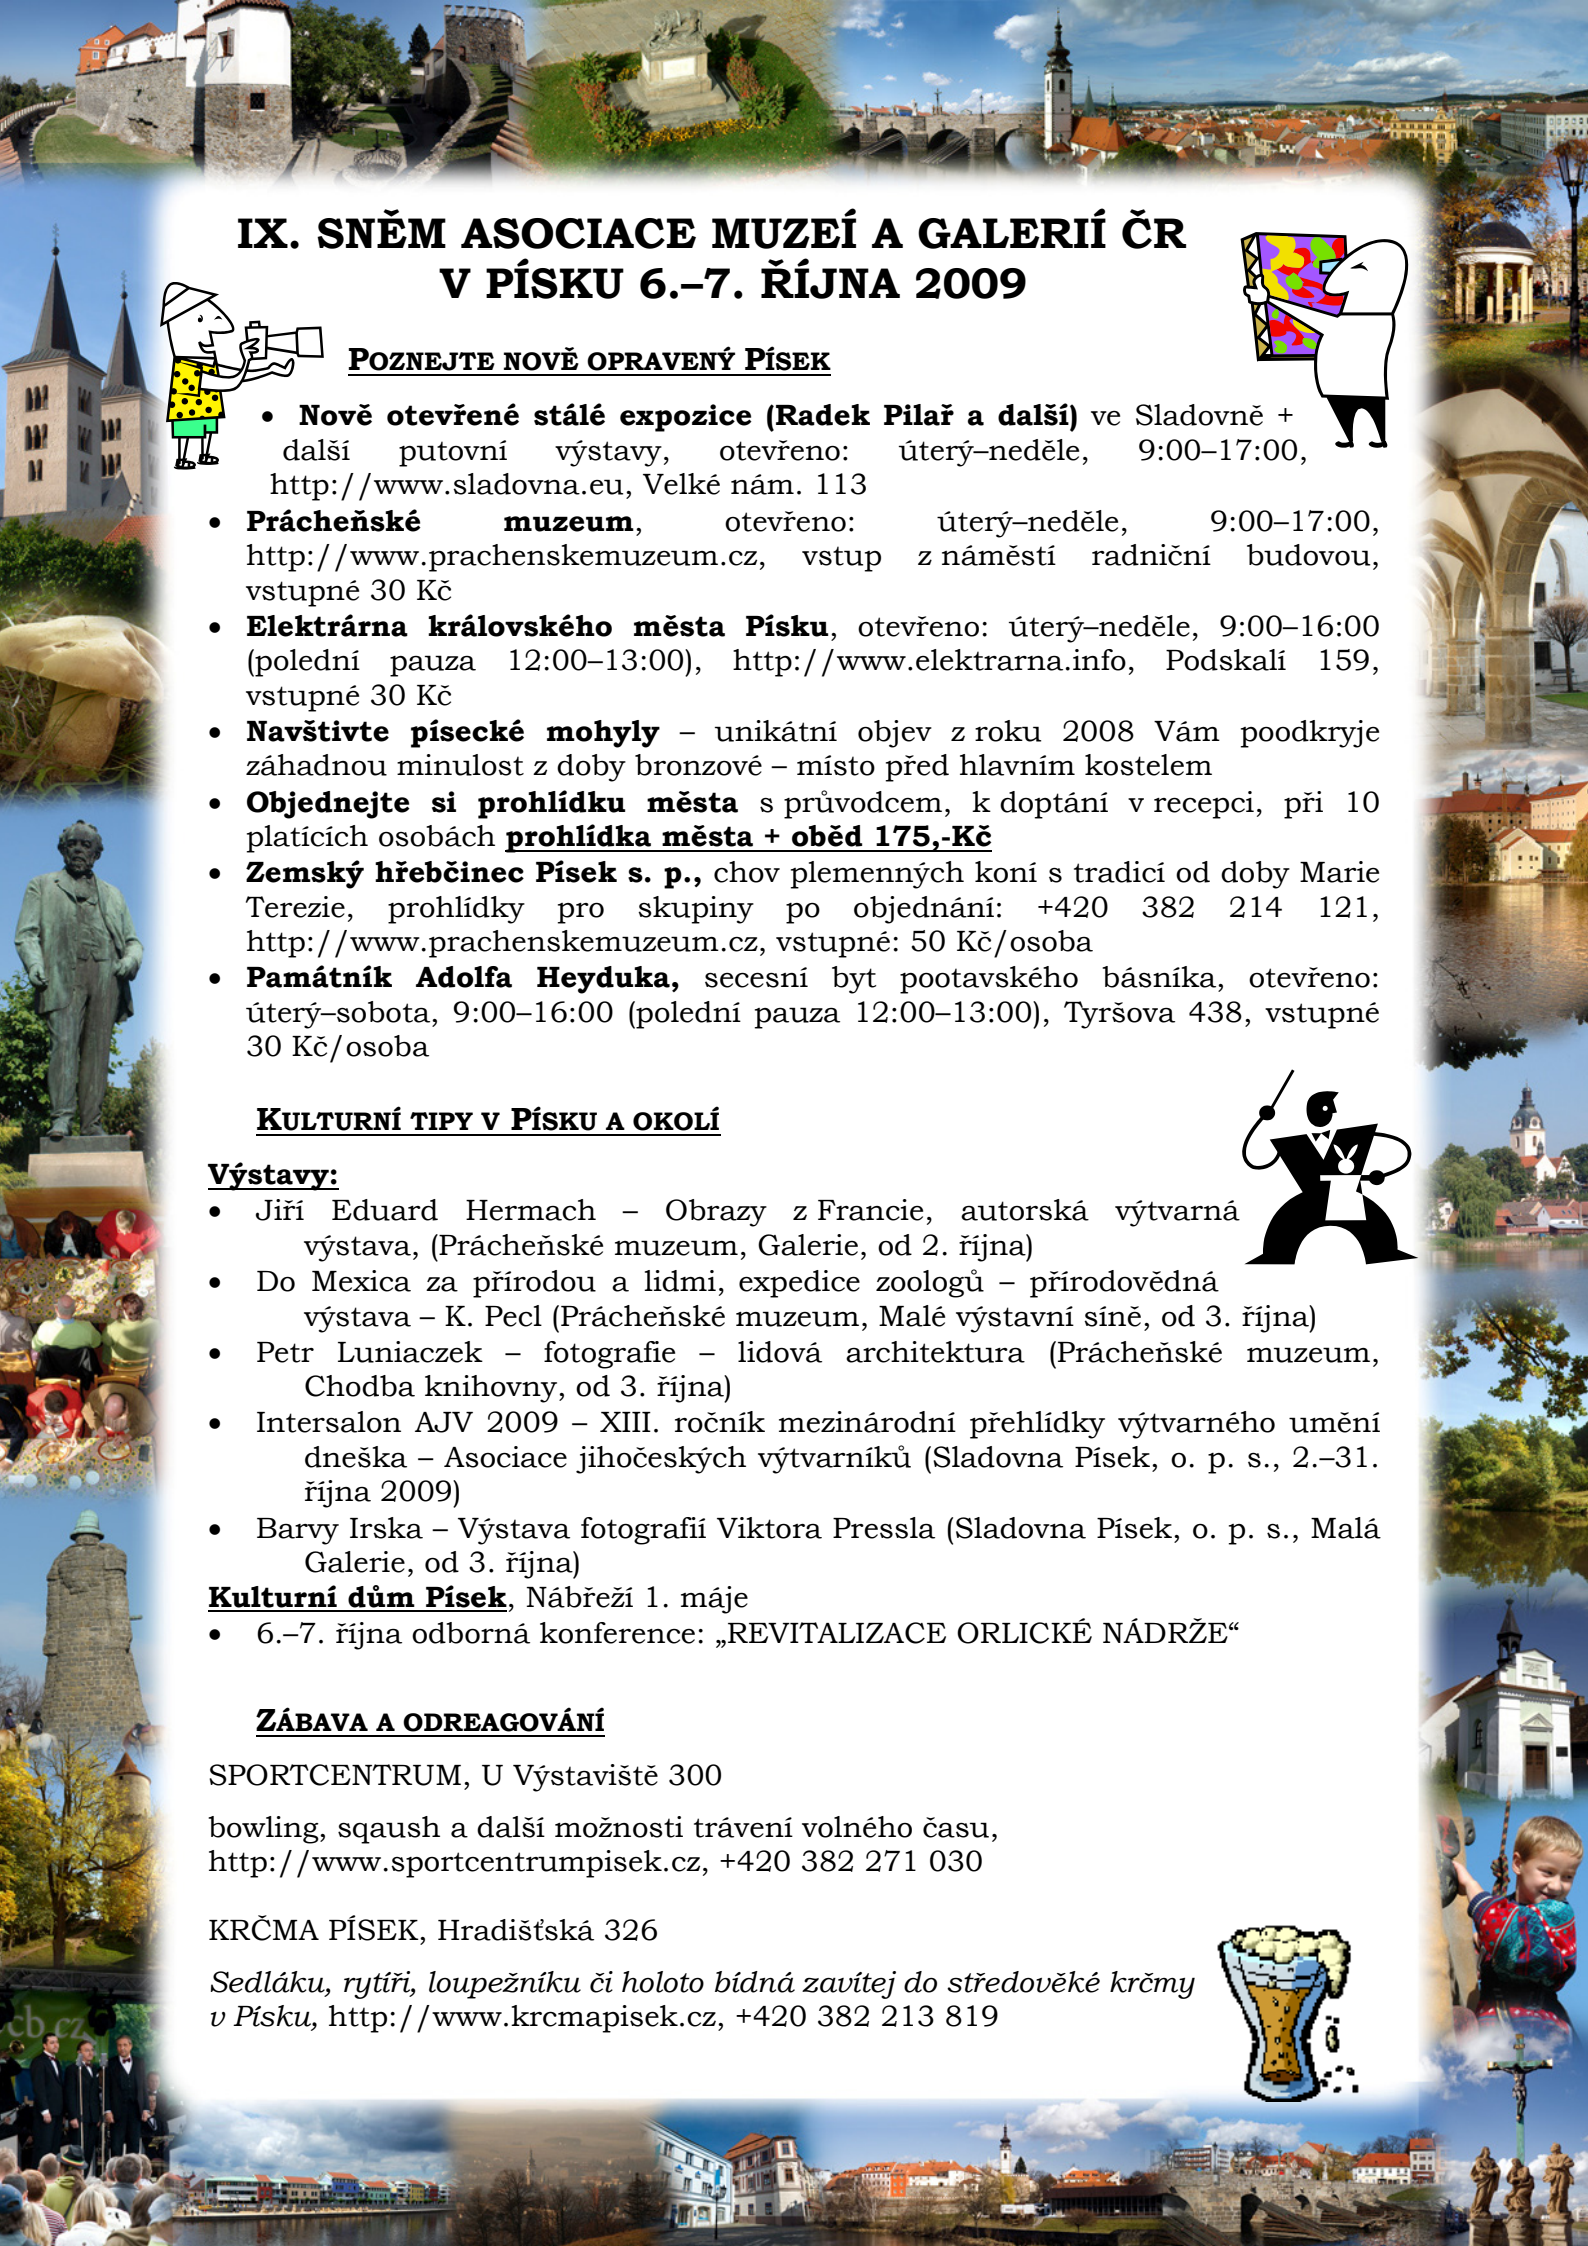 IX. SNĚM ASOCIACE MUZEÍ A GALERIÍ ČR
V PÍSKU 6.–7. ŘÍJNA 2009
POZNEJTE NOVĚ OPRAVENÝ PÍSEK
• Nově otevřené stálé expozice (Radek Pilař a další) ve Sladovně +
další putovní výstavy, otevřeno: úterý–neděle, 9:00–17:00,
http://www.sladovna.eu, Velké nám. 113
• Prácheňské muzeum, otevřeno: úterý–neděle, 9:00–17:00,
http://www.prachenskemuzeum.cz, vstup z náměstí radniční budovou,
vstupné 30 Kč
• Elektrárna královského města Písku, otevřeno: úterý–neděle, 9:00–16:00
(polední pauza 12:00–13:00), http://www.elektrarna.info, Podskalí 159,
vstupné 30 Kč
• Navštivte písecké mohyly – unikátní objev z roku 2008 Vám poodkryje
záhadnou minulost z doby bronzové – místo před hlavním kostelem
• Objednejte si prohlídku města s průvodcem, k doptání v recepci, při 10
platících osobách prohlídka města + oběd 175,-Kč
• Zemský hřebčinec Písek s. p., chov plemenných koní s tradicí od doby Marie
Terezie, prohlídky pro skupiny po objednání: +420 382 214 121,
http://www.prachenskemuzeum.cz, vstupné: 50 Kč/osoba
• Památník Adolfa Heyduka, secesní byt pootavského básníka, otevřeno:
úterý–sobota, 9:00–16:00 (polední pauza 12:00–13:00), Tyršova 438, vstupné
30 Kč/osoba
KULTURNÍ TIPY V PÍSKU A OKOLÍ
Výstavy:
• Jiří Eduard Hermach – Obrazy z Francie, autorská výtvarná
výstava, (Prácheňské muzeum, Galerie, od 2. října)
• Do Mexica za přírodou a lidmi, expedice zoologů – přírodovědná
výstava – K. Pecl (Prácheňské muzeum, Malé výstavní síně, od 3. října)
• Petr Luniaczek – fotografie – lidová architektura (Prácheňské muzeum,
Chodba knihovny, od 3. října)
• Intersalon AJV 2009 – XIII. ročník mezinárodní přehlídky výtvarného umění
dneška – Asociace jihočeských výtvarníků (Sladovna Písek, o. p. s., 2.–31.
října 2009)
• Barvy Irska – Výstava fotografií Viktora Pressla (Sladovna Písek, o. p. s., Malá
Galerie, od 3. října)
Kulturní dům Písek, Nábřeží 1. máje
• 6.–7. října odborná konference: „REVITALIZACE ORLICKÉ NÁDRŽE“
ZÁBAVA A ODREAGOVÁNÍ
SPORTCENTRUM, U Výstaviště 300
bowling, sqaush a další možnosti trávení volného času,
http://www.sportcentrumpisek.cz, +420 382 271 030
KRČMA PÍSEK, Hradišťská 326
Sedláku, rytíři, loupežníku či holoto bídná zavítej do středověké krčmy
v Písku, http://www.krcmapisek.cz, +420 382 213 819
cb.cz